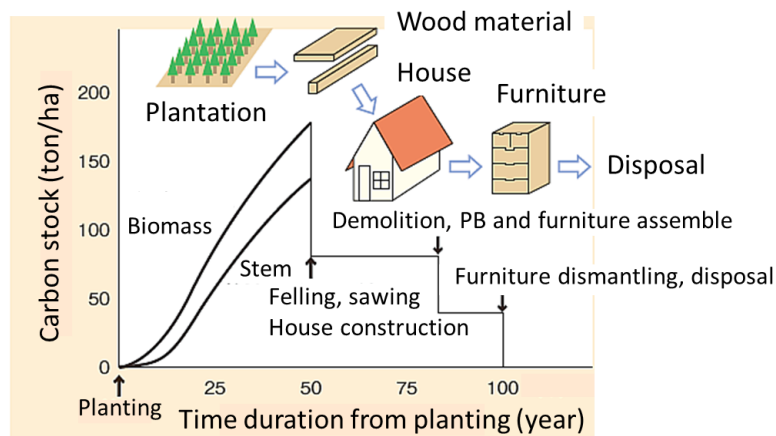 Wood material
House
Plantation
Furniture
Disposal
Carbon stock (ton/ha)
200
150
100
50
0
Biomass
Stem
Demolition, PB and furniture assemble
Furniture dismantling, disposal
Felling, sawing
House construction
25
50
75
100
Planting
Time duration from planting (year)